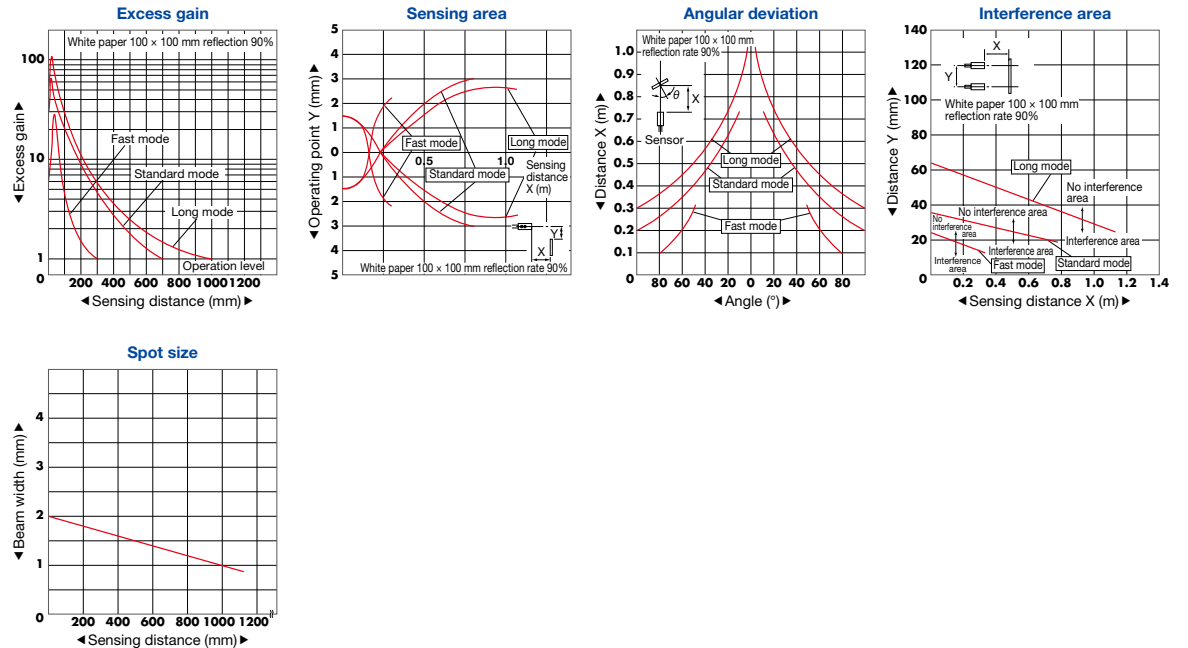 Excess gain
White paper 100 × 100 mm reflection 90%
100
10
1
0
◄Excess gain►
Fast mode
Standard mode
Long mode
Operation level
200 400 600 800 1000 1200
◄Sensing distance (mm)►
Sensing area
5
4
3
2
1
0
1
2
3
4
5
◄Operating point Y (mm)►
0.5
1.0
Fast mode
Long mode
Standard mode
Sensing
distance
X (m)
Y
X
White paper 100 × 100 mm reflection rate 90%
Angular deviation
White paper 100 × 100 mm
reflection rate 90%
θ
X
Sensor
1.0
0.9
0.8
0.7
0.6
0.5
0.4
0.3
0.2
0.1
0
◄Distance X (m)►
Long mode
Standard mode
Fast mode
80 60 40 20 0 20 40 60 80
◄Angle (°)►
Interference area
140
120
100
80
60
40
20
0
◄Distance Y (mm)►
X
Y
White paper 100 × 100 mm
reflection rate 90%
Long mode
No interference
area
No interference area
No
interference
area
Interference area
Interference area
Interference
area
Fast mode
Standard mode
0.2 0.4 0.6 0.8 1.0 1.2 1.4
◄Sensing distance X (m)►
Spot size
4
3
2
1
0
◄Beam width (mm)►
200 400 600 800 1000 1200
◄Sensing distance (mm)►